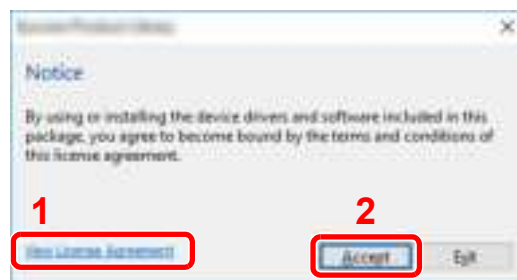 Notice
By using or installing the device drivers and software included in this
package, you agree to become bound by the terms and conditions of
this license agreement.
1
2
View License Agreement
Accept
Exit